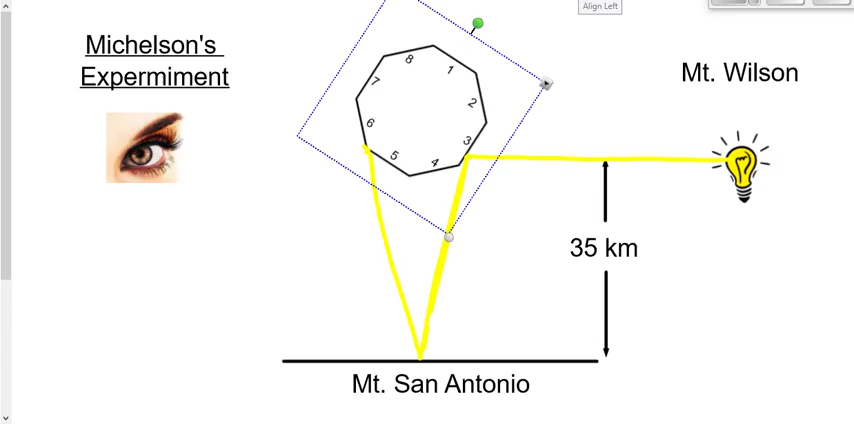 Align Left
Michelson's
Expermiment
Mt. Wilson
8
1
7
2
6
3
5
4
35 km
Mt. San Antonio